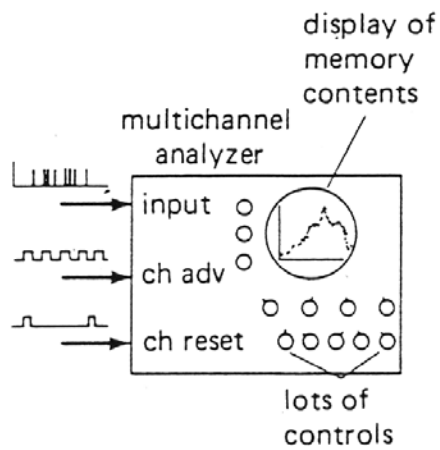 display of
memory
contents
multichannel
analyzer
input
ch adv
ch reset
lots of
controls